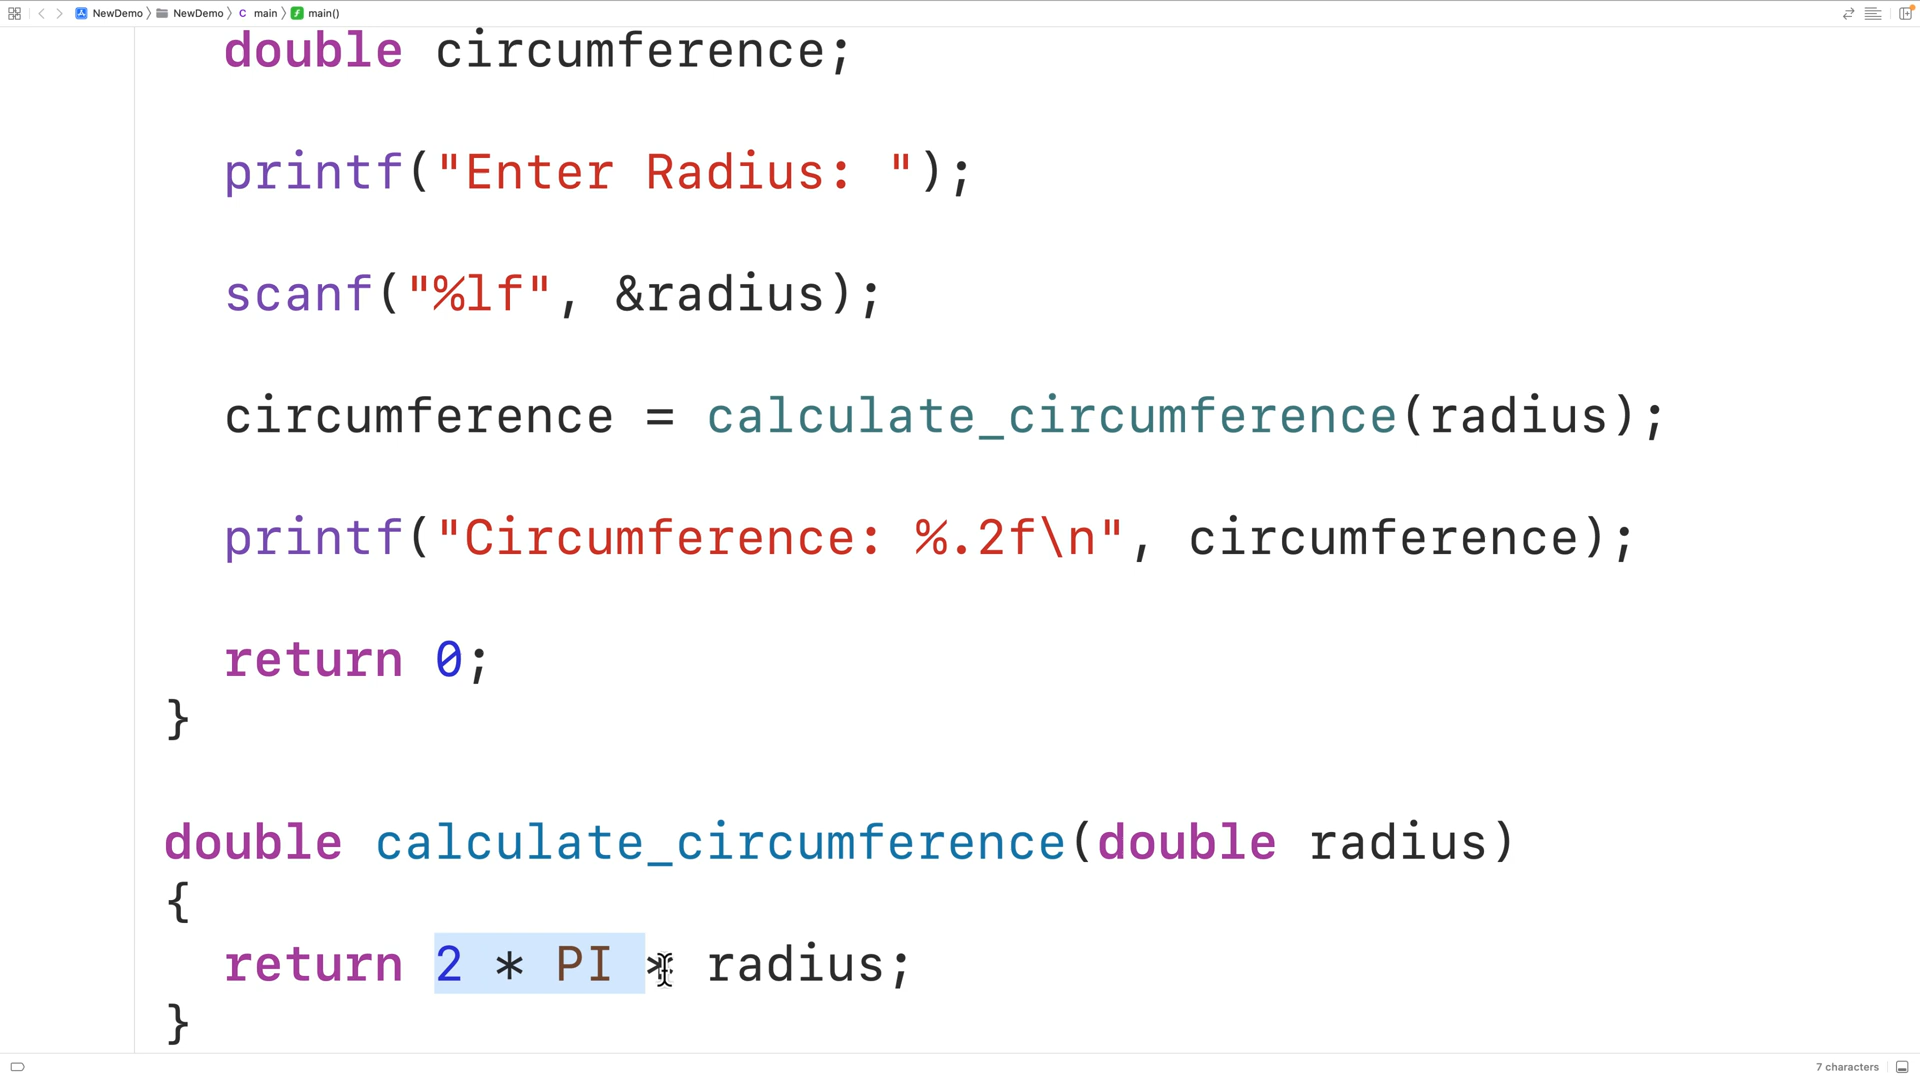 NewDemo NewDemo C main f main()
double circumference;
printf("Enter Radius: ");
scanf("%lf", &radius);
circumference = calculate_circumference(radius);
printf("Circumference: %.2f\n", circumference);
return 0;
}
double calculate_circumference(double radius)
{
return 2 * PI * radius;
}
7 characters